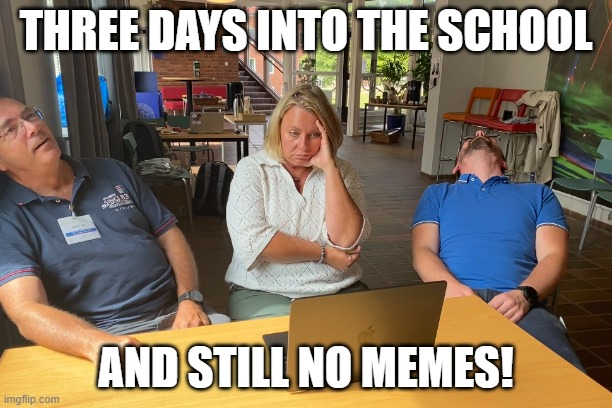 THREE DAYS INTO THE SCHOOL
AND STILL NO MEMES!
imgflip.com